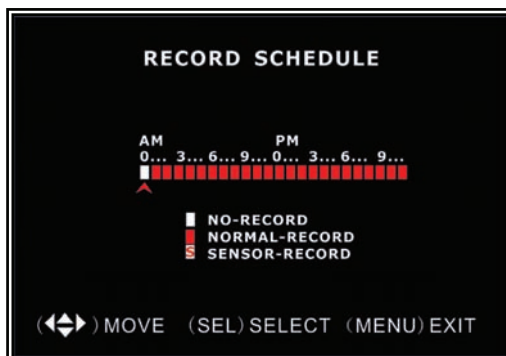 RECORD SCHEDULE
AM PM
0... 3... 6... 9... 0... 3... 6... 9...
NO-RECORD
NORMAL-RECORD
S SENSOR-RECORD
(◀▲▼▶) MOVE (SEL) SELECT (MENU) EXIT